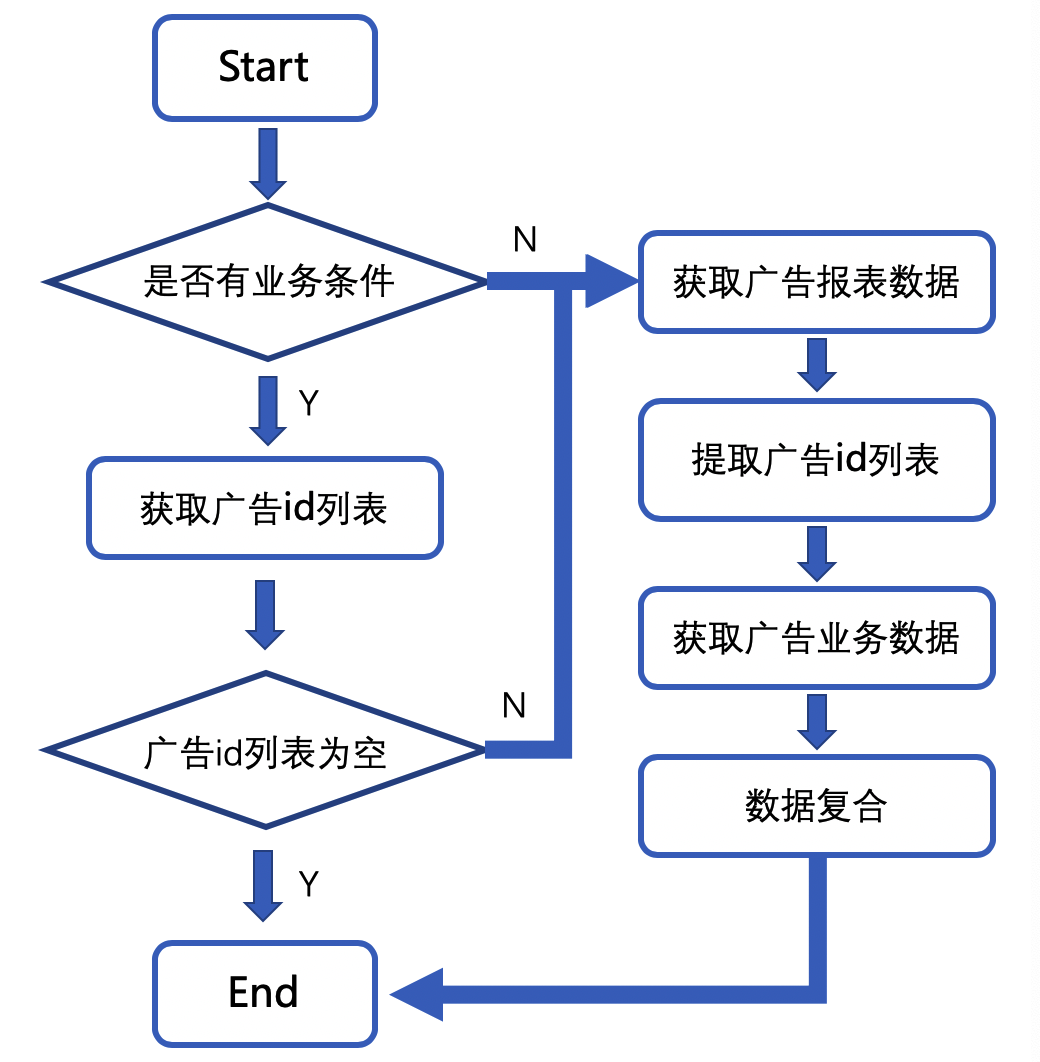 Start
是否有业务条件
N
获取广告报表数据
Y
提取广告id列表
获取广告id列表
获取广告业务数据
N
广告id列表为空
数据复合
Y
End